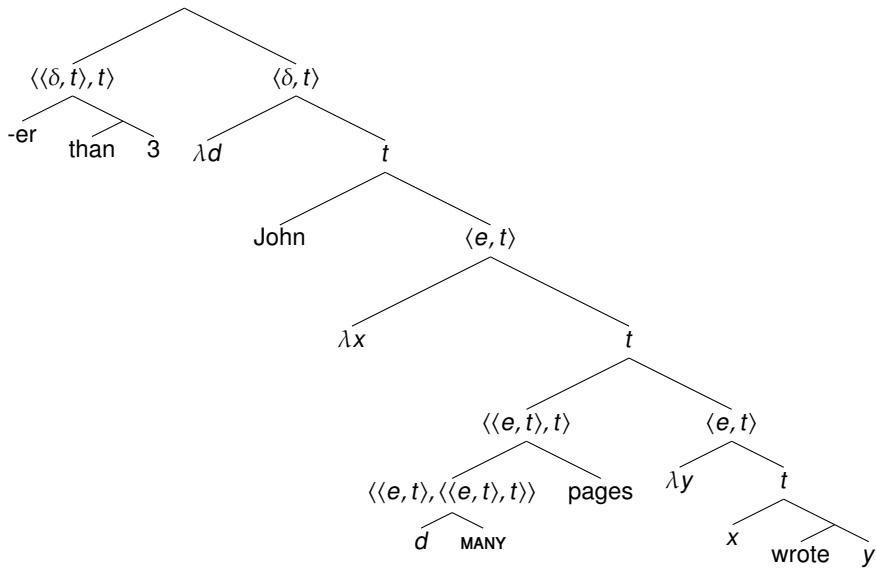 ⟨⟨δ, t⟩, t⟩ ⟨δ, t⟩
-er than 3 λd t
John ⟨e, t⟩
λx t
⟨⟨e, t⟩, t⟩ ⟨e, t⟩
⟨⟨e, t⟩, ⟨⟨e, t⟩, t⟩⟩ pages λy t
d MANY x wrote y